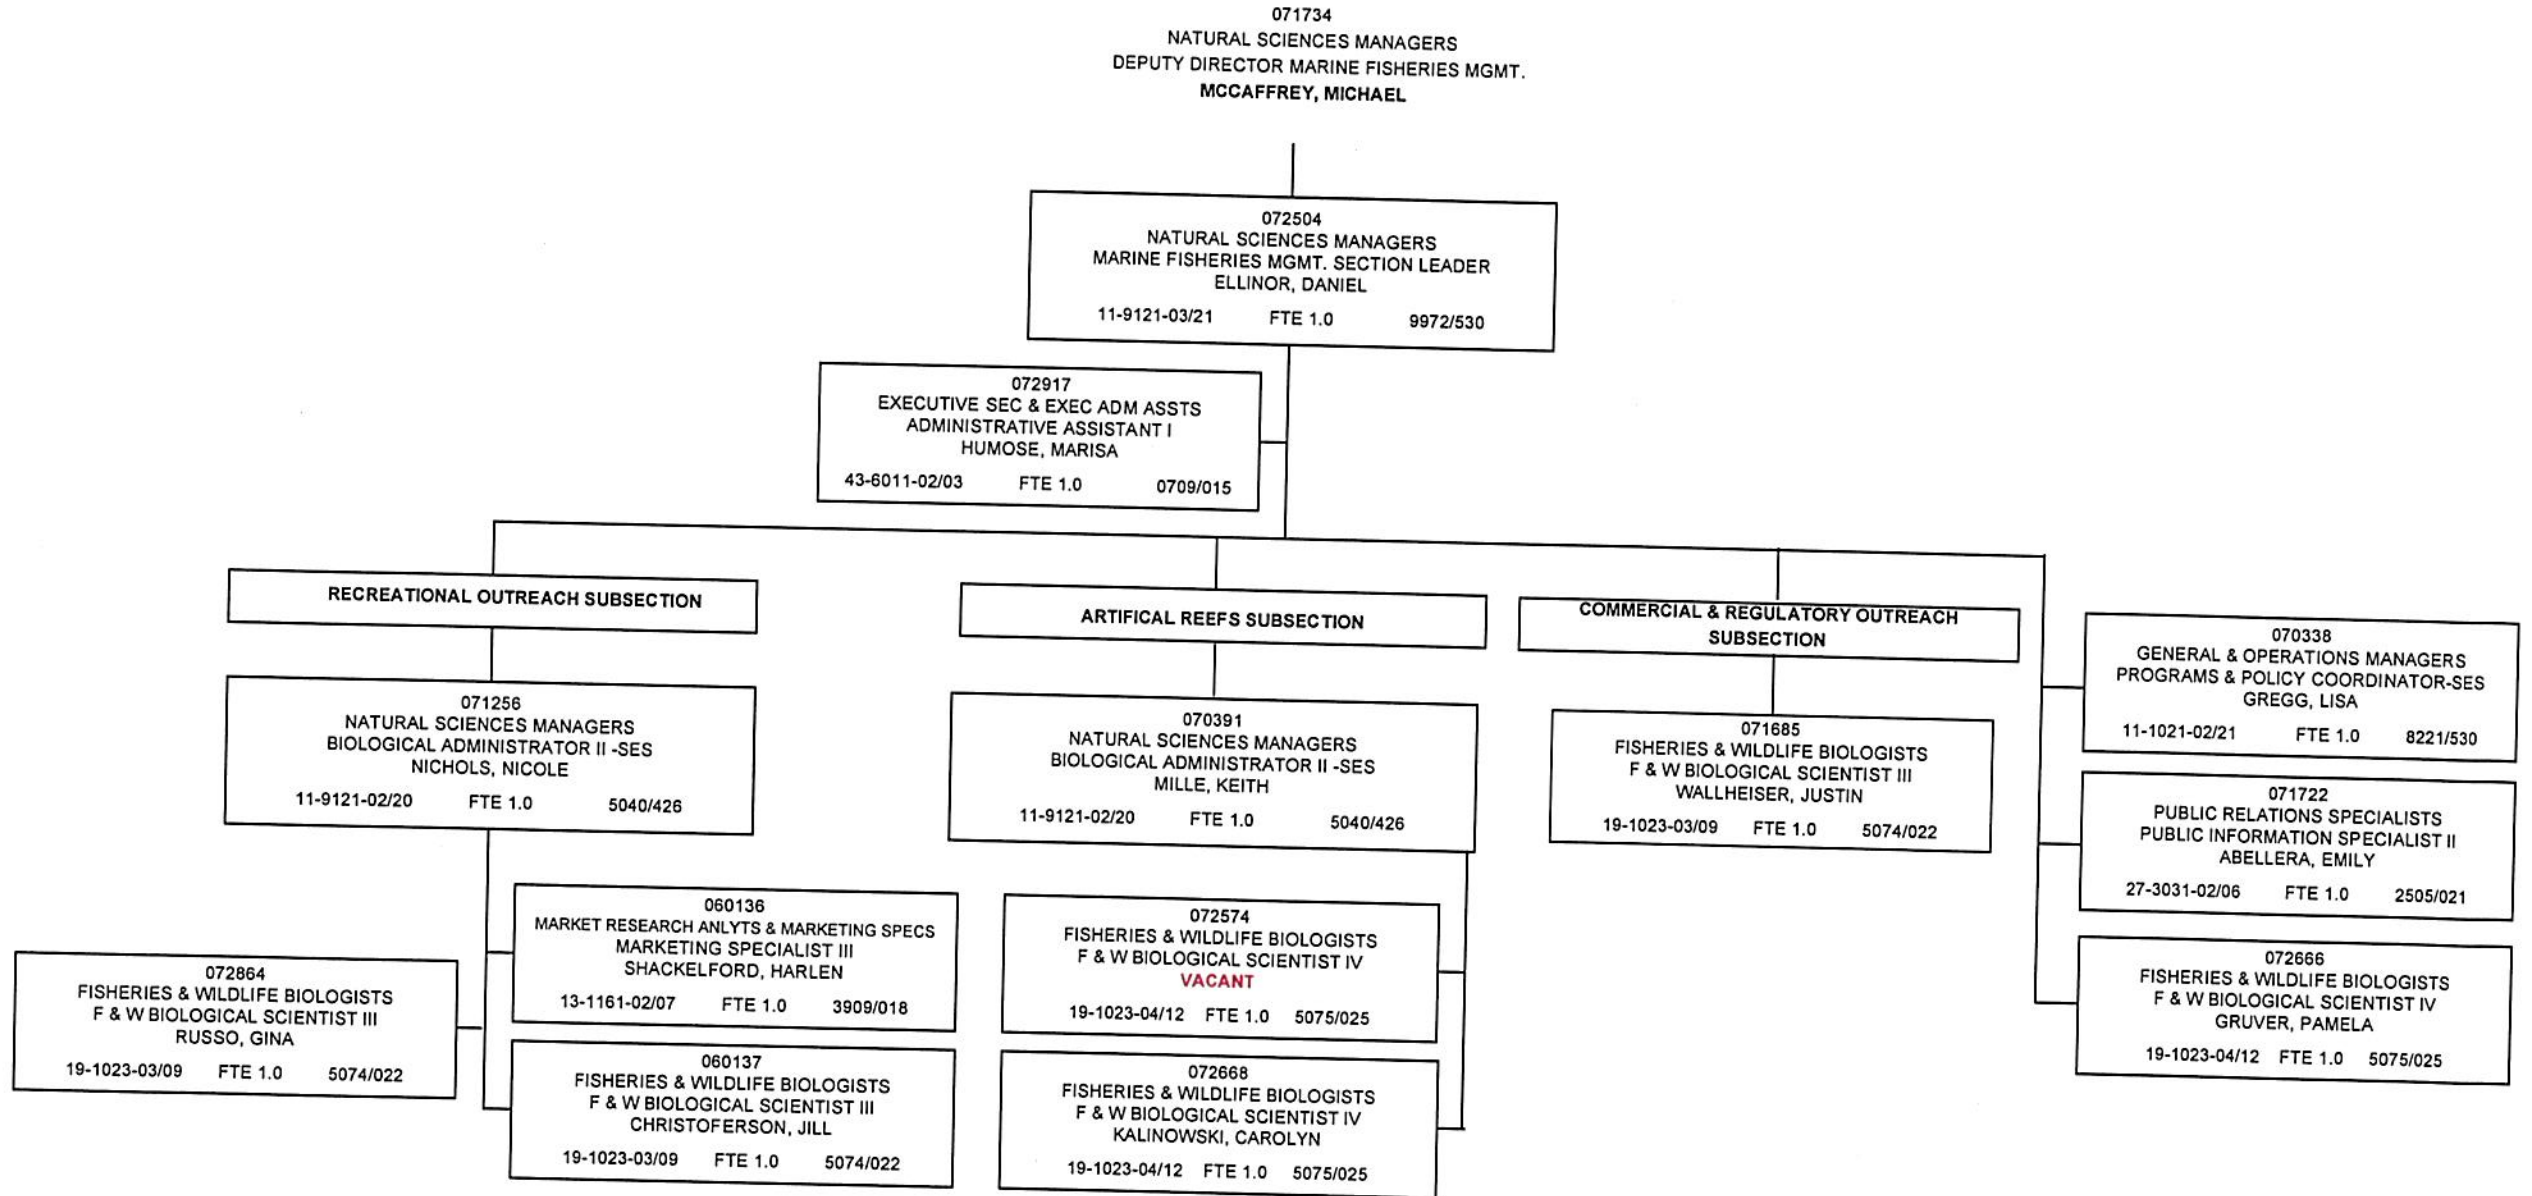 071734
NATURAL SCIENCES MANAGERS
DEPUTY DIRECTOR MARINE FISHERIES MGMT.
MCCAFFREY, MICHAEL
072504
NATURAL SCIENCES MANAGERS
MARINE FISHERIES MGMT. SECTION LEADER
ELLINOR, DANIEL
11-9121-03/21 FTE 1.0 9972/530
072917
EXECUTIVE SEC & EXEC ADM ASSTS
ADMINISTRATIVE ASSISTANT I
HUMOSE, MARISA
43-6011-02/03 FTE 1.0 0709/015
RECREATIONAL OUTREACH SUBSECTION
071256
NATURAL SCIENCES MANAGERS
BIOLOGICAL ADMINISTRATOR II -SES
NICHOLS, NICOLE
11-9121-02/20 FTE 1.0 5040/426
060136
MARKET RESEARCH ANLYTS & MARKETING SPECS
MARKETING SPECIALIST III
SHACKELFORD, HARLEN
13-1161-02/07 FTE 1.0 3909/018
072864
FISHERIES & WILDLIFE BIOLOGISTS
F & W BIOLOGICAL SCIENTIST III
RUSSO, GINA
19-1023-03/09 FTE 1.0 5074/022
060137
FISHERIES & WILDLIFE BIOLOGISTS
F & W BIOLOGICAL SCIENTIST III
CHRISTOFERSON, JILL
19-1023-03/09 FTE 1.0 5074/022
ARTIFICAL REEFS SUBSECTION
070391
NATURAL SCIENCES MANAGERS
BIOLOGICAL ADMINISTRATOR II -SES
MILLE, KEITH
11-9121-02/20 FTE 1.0 5040/426
072574
FISHERIES & WILDLIFE BIOLOGISTS
F & W BIOLOGICAL SCIENTIST IV
VACANT
19-1023-04/12 FTE 1.0 5075/025
072668
FISHERIES & WILDLIFE BIOLOGISTS
F & W BIOLOGICAL SCIENTIST IV
KALINOWSKI, CAROLYN
19-1023-04/12 FTE 1.0 5075/025
COMMERCIAL & REGULATORY OUTREACH
SUBSECTION
071685
FISHERIES & WILDLIFE BIOLOGISTS
F & W BIOLOGICAL SCIENTIST III
WALLHEISER, JUSTIN
19-1023-03/09 FTE 1.0 5074/022
070338
GENERAL & OPERATIONS MANAGERS
PROGRAMS & POLICY COORDINATOR-SES
GREGG, LISA
11-1021-02/21 FTE 1.0 8221/530
071722
PUBLIC RELATIONS SPECIALISTS
PUBLIC INFORMATION SPECIALIST II
ABELLERA, EMILY
27-3031-02/06 FTE 1.0 2505/021
072666
FISHERIES & WILDLIFE BIOLOGISTS
F & W BIOLOGICAL SCIENTIST IV
GRUVER, PAMELA
19-1023-04/12 FTE 1.0 5075/025